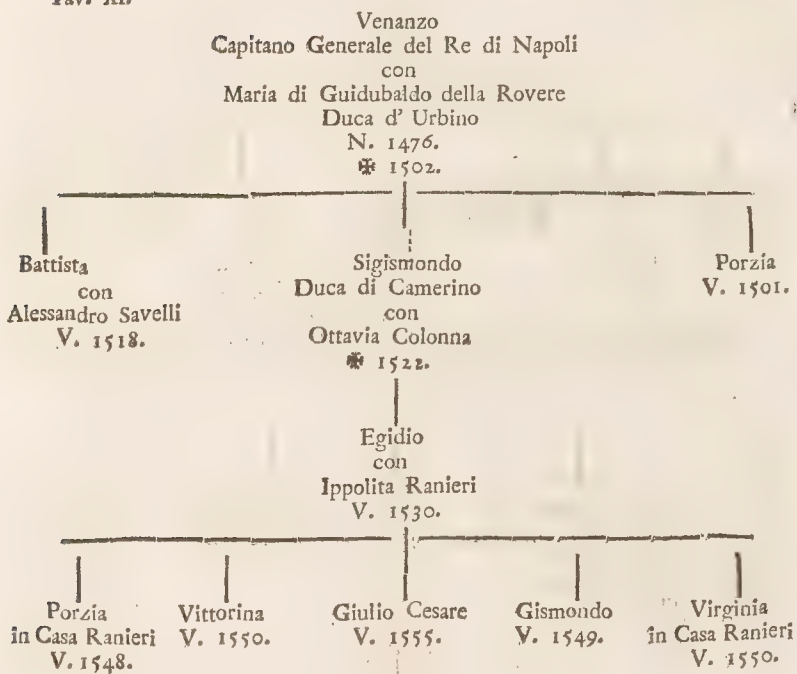 Tav. XI.
Venanzo
Capitano Generale del Re di Napoli
con
Maria di Guidubaldo della Rovere
Duca d' Urbino
N. 1476.
✠ 1502.
Battista
con
Alessandro Savelli
V. 1518.
Sigismondo
Duca di Camerino
con
Ottavia Colonna
✠ 1522.
Porzia
V. 1501.
Egidio
con
Ippolita Ranieri
V. 1530.
Porzia
in Casa Ranieri
V. 1548.
Vittorina
V. 1550.
Giulio Cesare
V. 1555.
Gismondo
V. 1549.
Virginia
in Casa Ranieri
V. 1550.